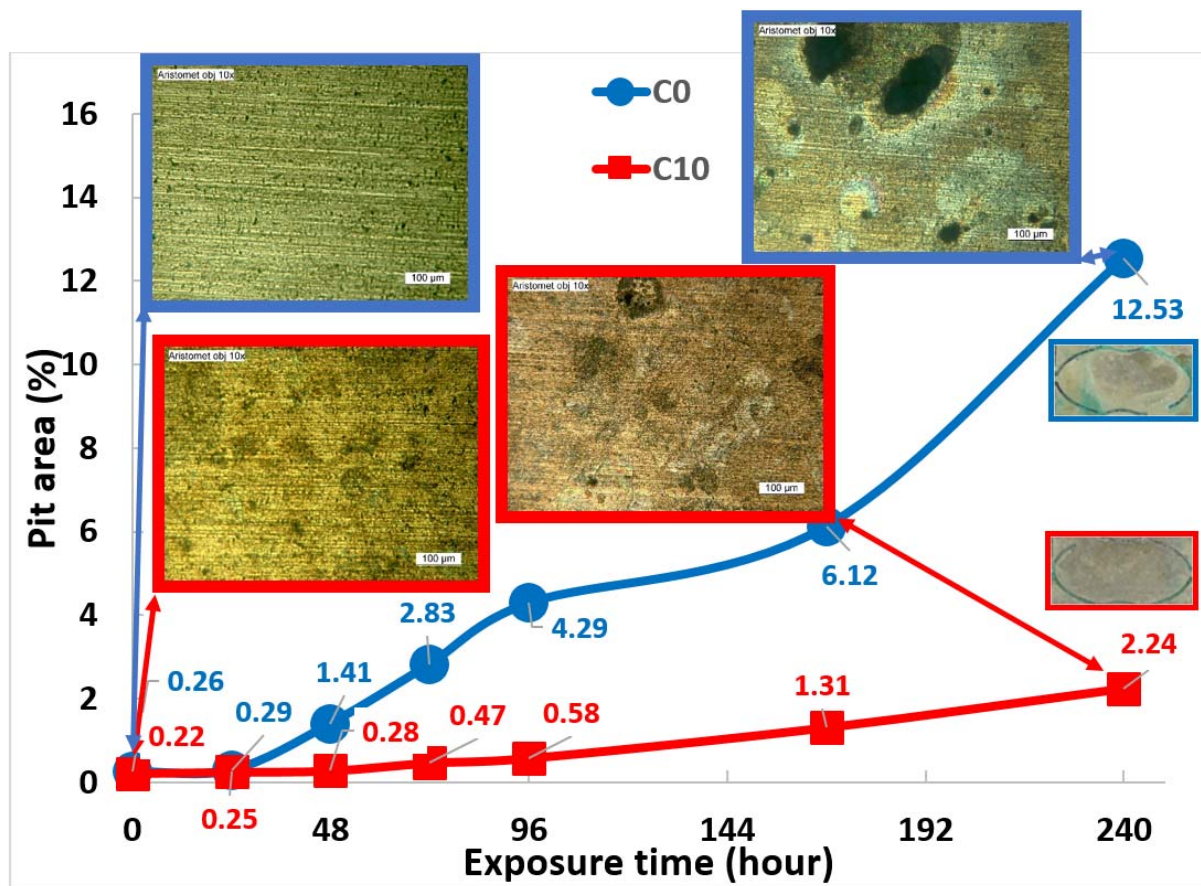 Aristomet obj 10x
100 µm
Aristomet obj 10x
100 µm
Aristomet obj 10x
100 µm
Aristomet obj 10x
100 µm
C0
C10
Pit area (%)
16
14
12
10
8
6
4
2
0
12.53
6.12
4.29
2.83
1.41
0.29
0.26
2.24
1.31
0.58
0.47
0.28
0.25
0.22
0
48
96
144
192
240
Exposure time (hour)